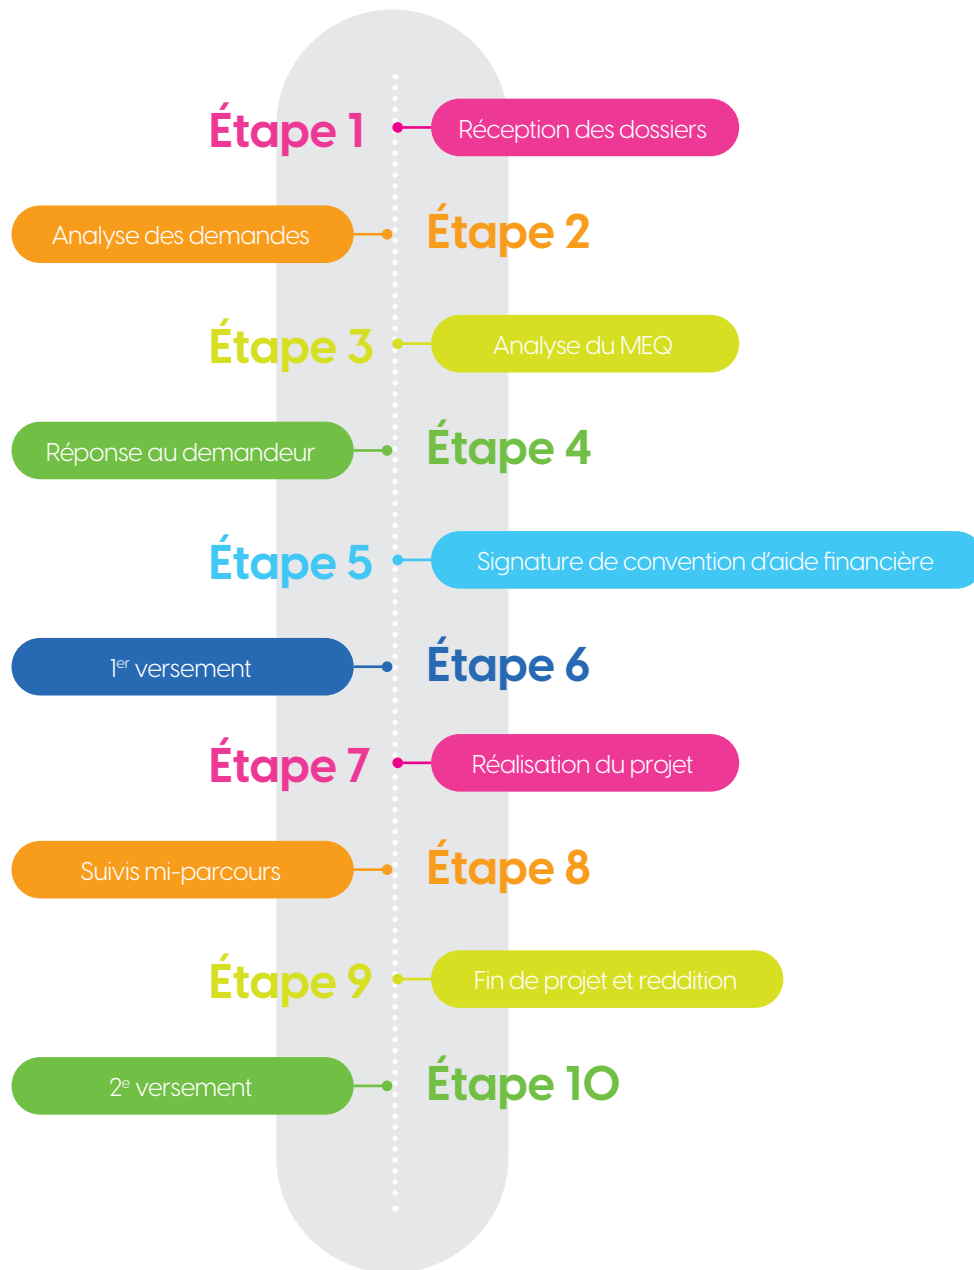 Étape 1
Réception des dossiers
Analyse des demandes
Étape 2
Étape 3
Analyse du MEQ
Réponse au demandeur
Étape 4
Étape 5
Signature de convention d'aide financière
1er versement
Étape 6
Étape 7
Réalisation du projet
Suivis mi-parcours
Étape 8
Étape 9
Fin de projet et reddition
2e versement
Étape 10